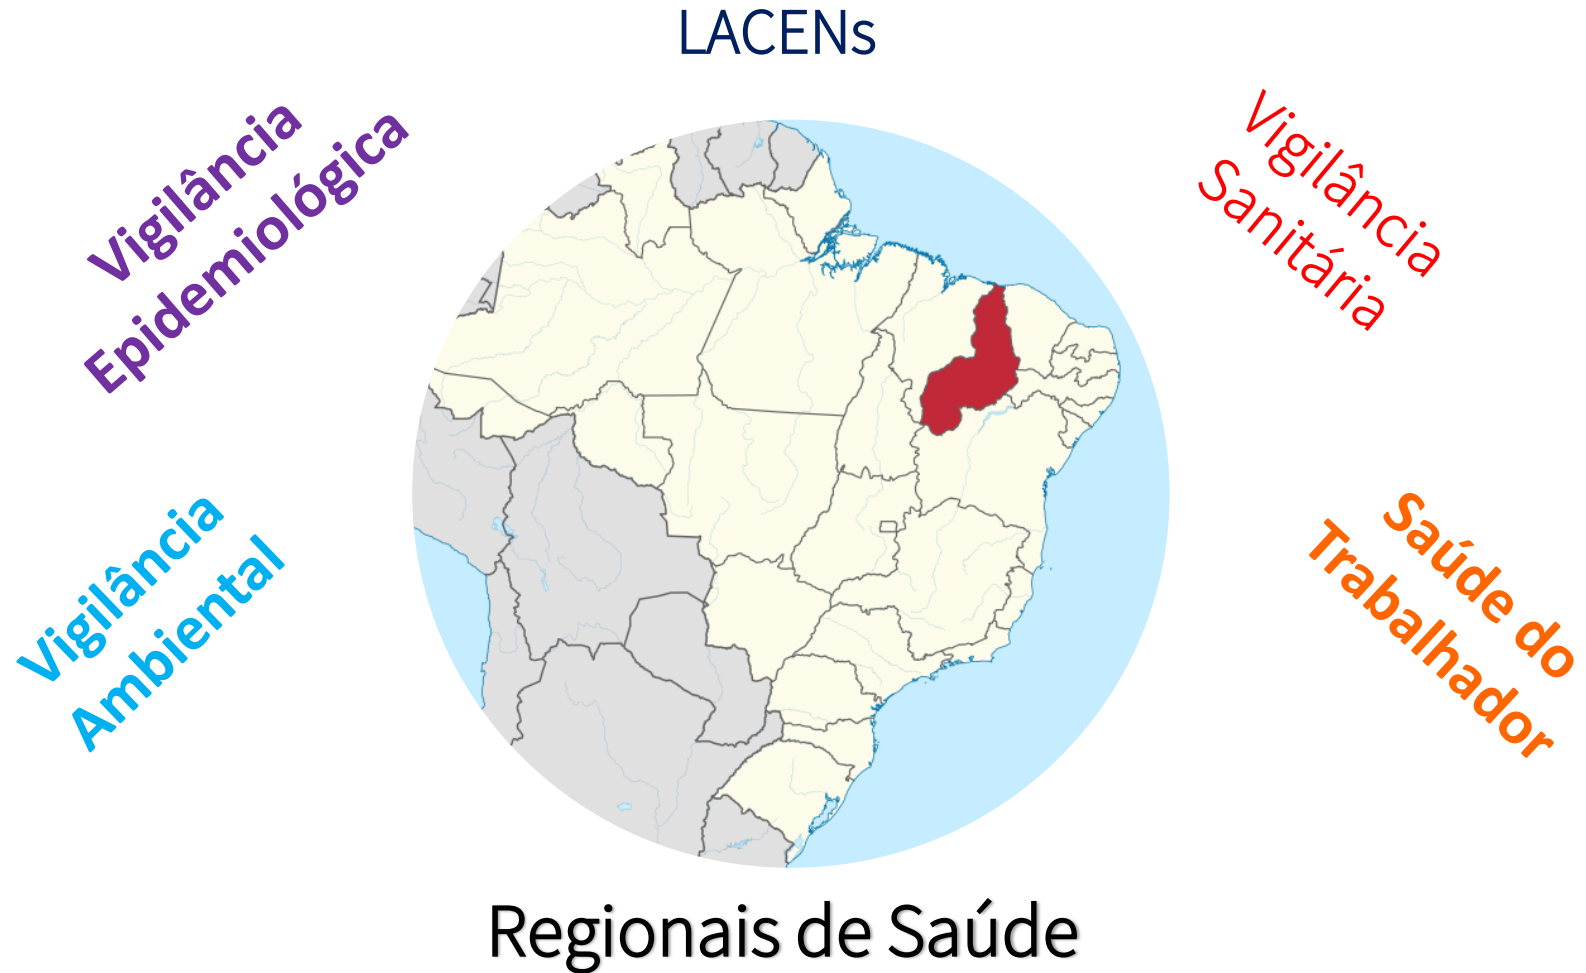 LACENs
Vigilância
Epidemiológica
Vigilância
Sanitária
Vigilância
Ambiental
Saúde do
Trabalhador
Regionais de Saúde